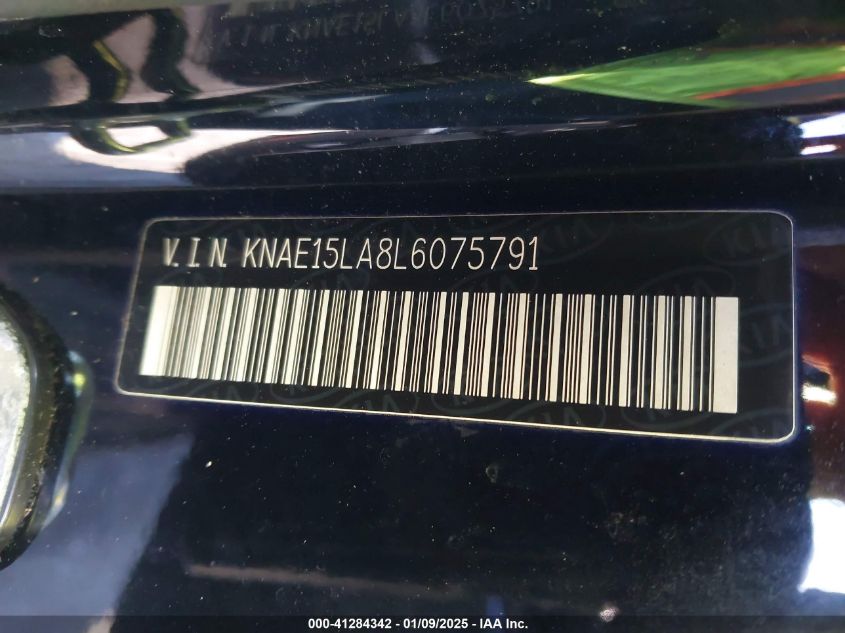 V.I.N. KNAE15LA8L6075791
000-41284342 - 01/09/2025 - IAA Inc.